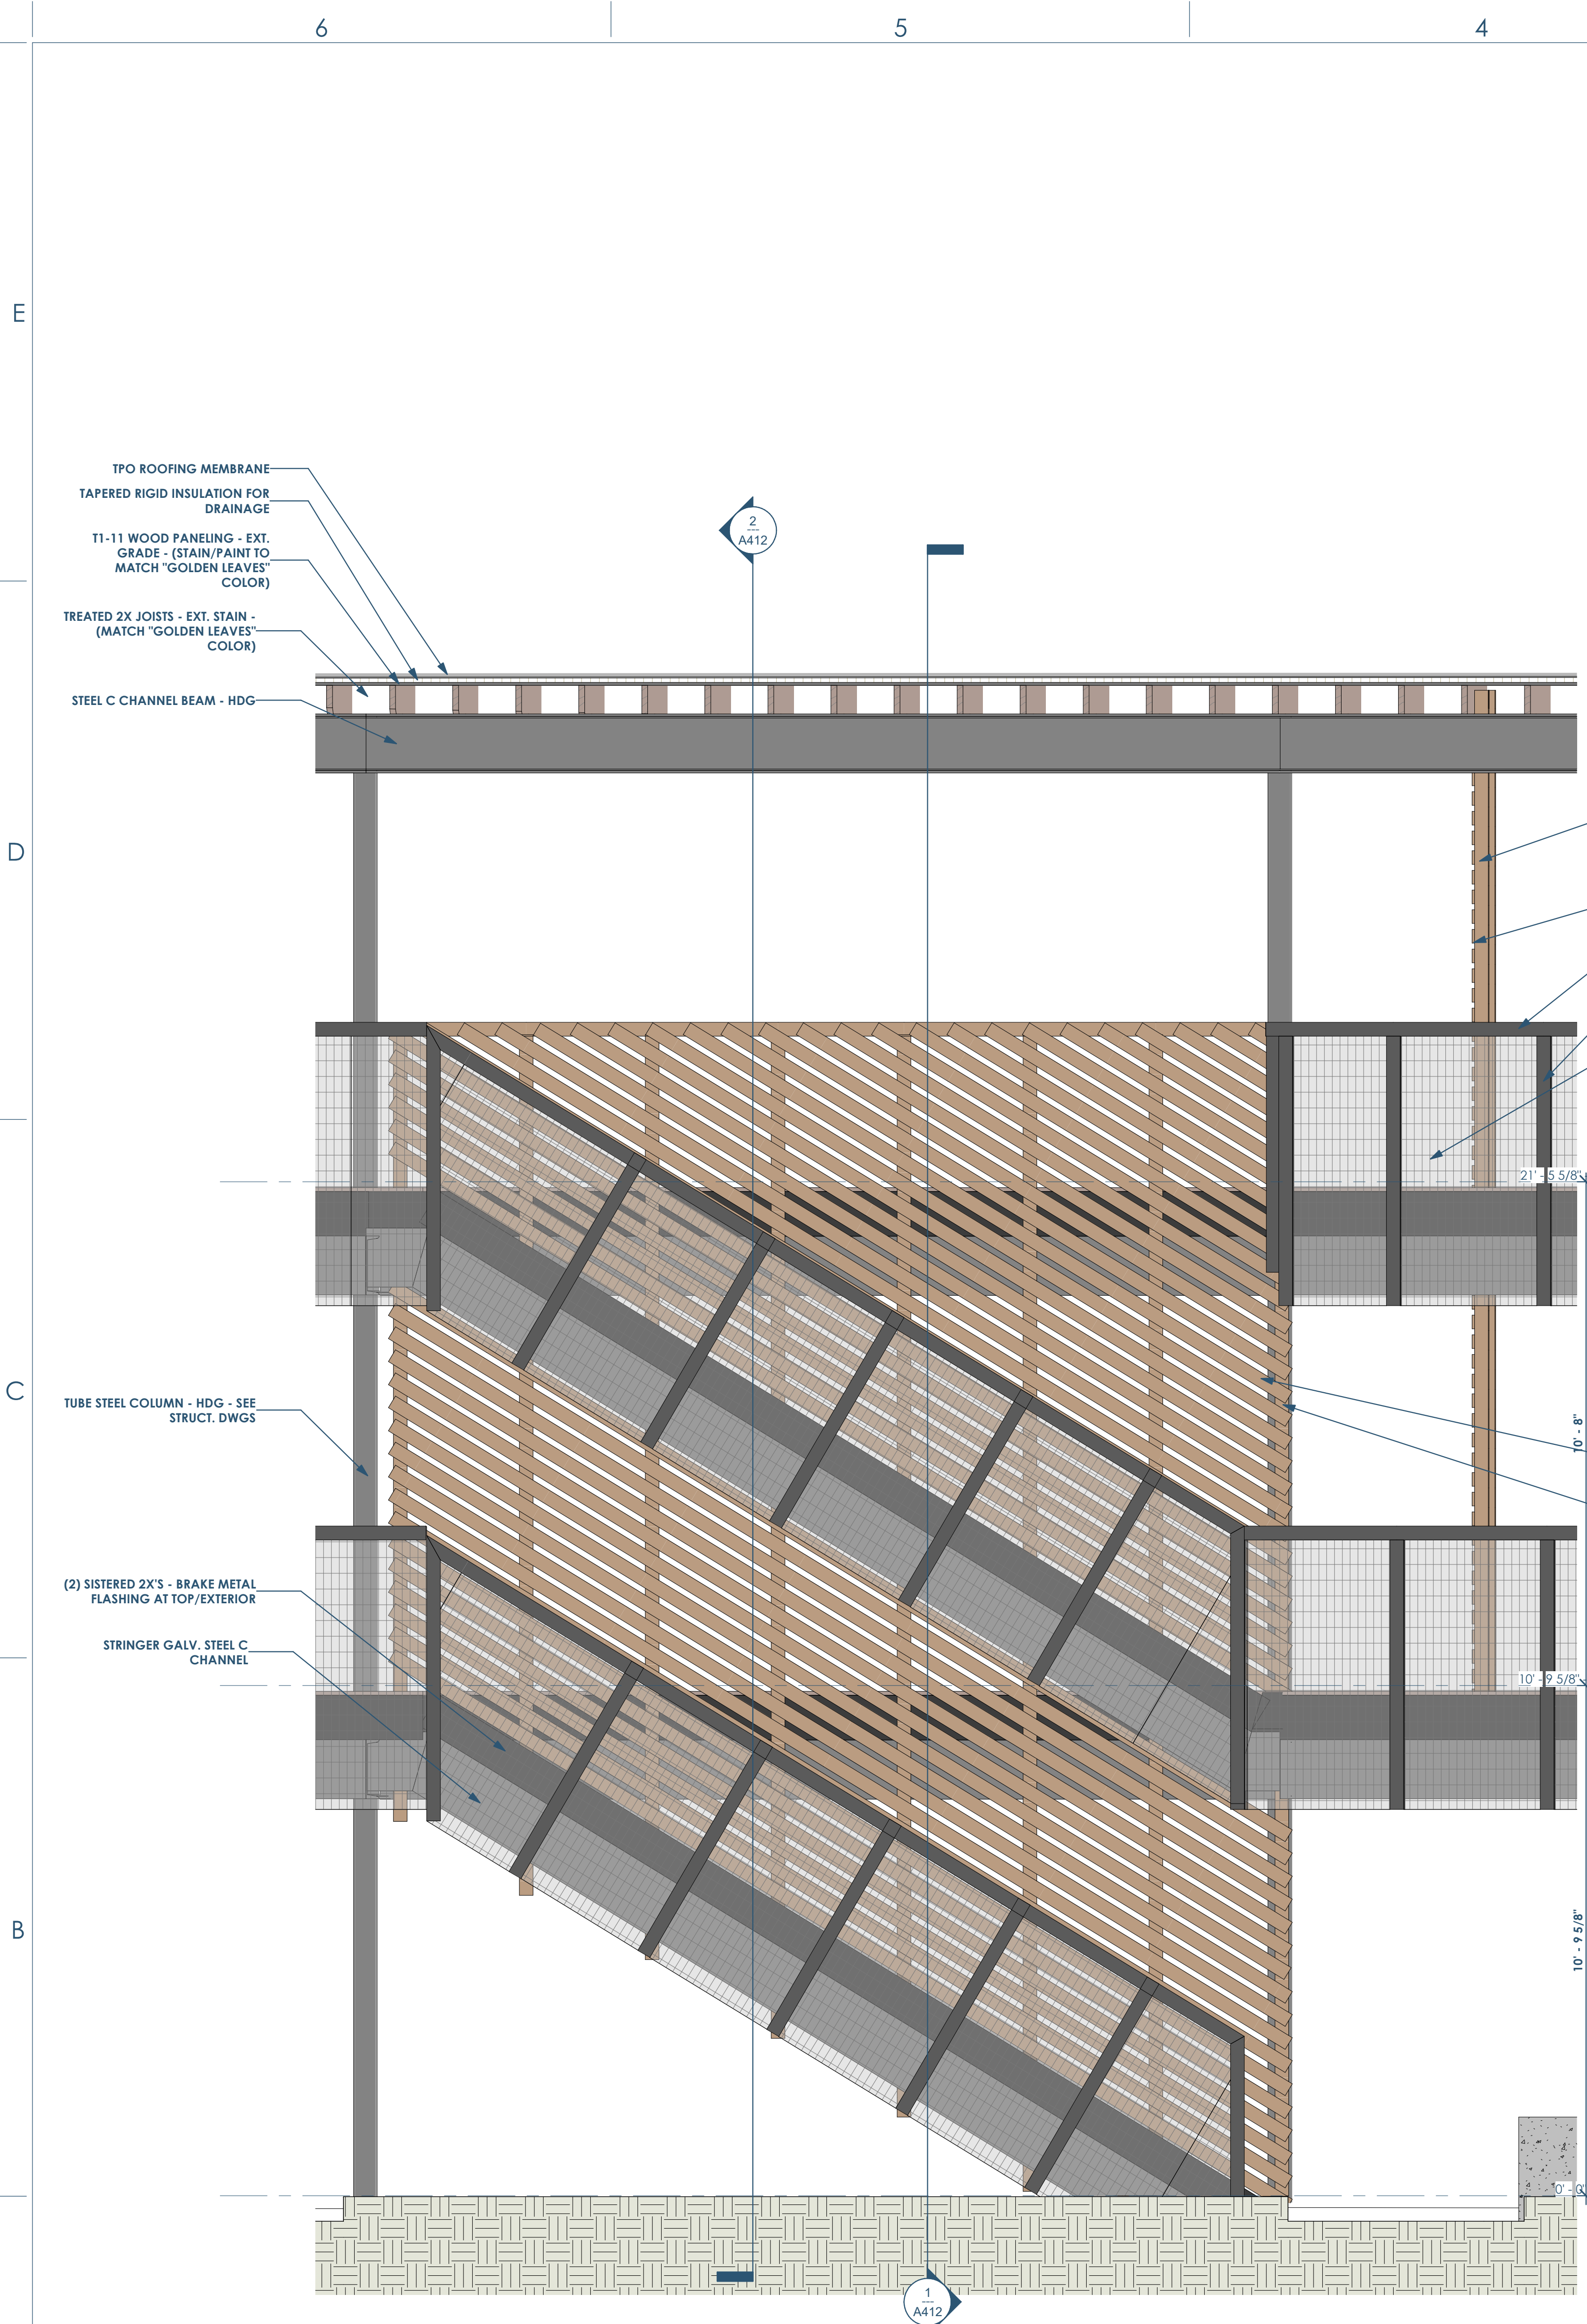 6
5
4
E
TPO ROOFING MEMBRANE
TAPERED RIGID INSULATION FOR
DRAINAGE
T1-11 WOOD PANELING - EXT.
GRADE - (STAIN/PAINT TO
MATCH "GOLDEN LEAVES"
COLOR)
2
---
A412
TREATED 2X JOISTS - EXT. STAIN -
(MATCH "GOLDEN LEAVES"
COLOR)
STEEL C CHANNEL BEAM - HDG
D
21' - 5 5/8"
C
TUBE STEEL COLUMN - HDG - SEE
STRUCT. DWGS
10' - 8"
(2) SISTERED 2X'S - BRAKE METAL
FLASHING AT TOP/EXTERIOR
STRINGER GALV. STEEL C
CHANNEL
10' - 9 5/8"
B
10' - 9 5/8"
0' - 0"
1
---
A412